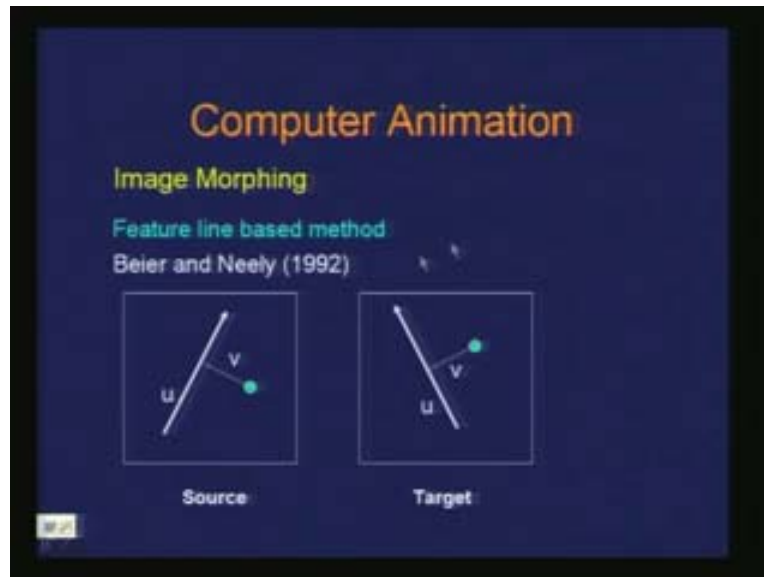 Computer Animation
Image Morphing
Feature line based method
Beier and Neely (1992)
v
u
v
u
Source
Target